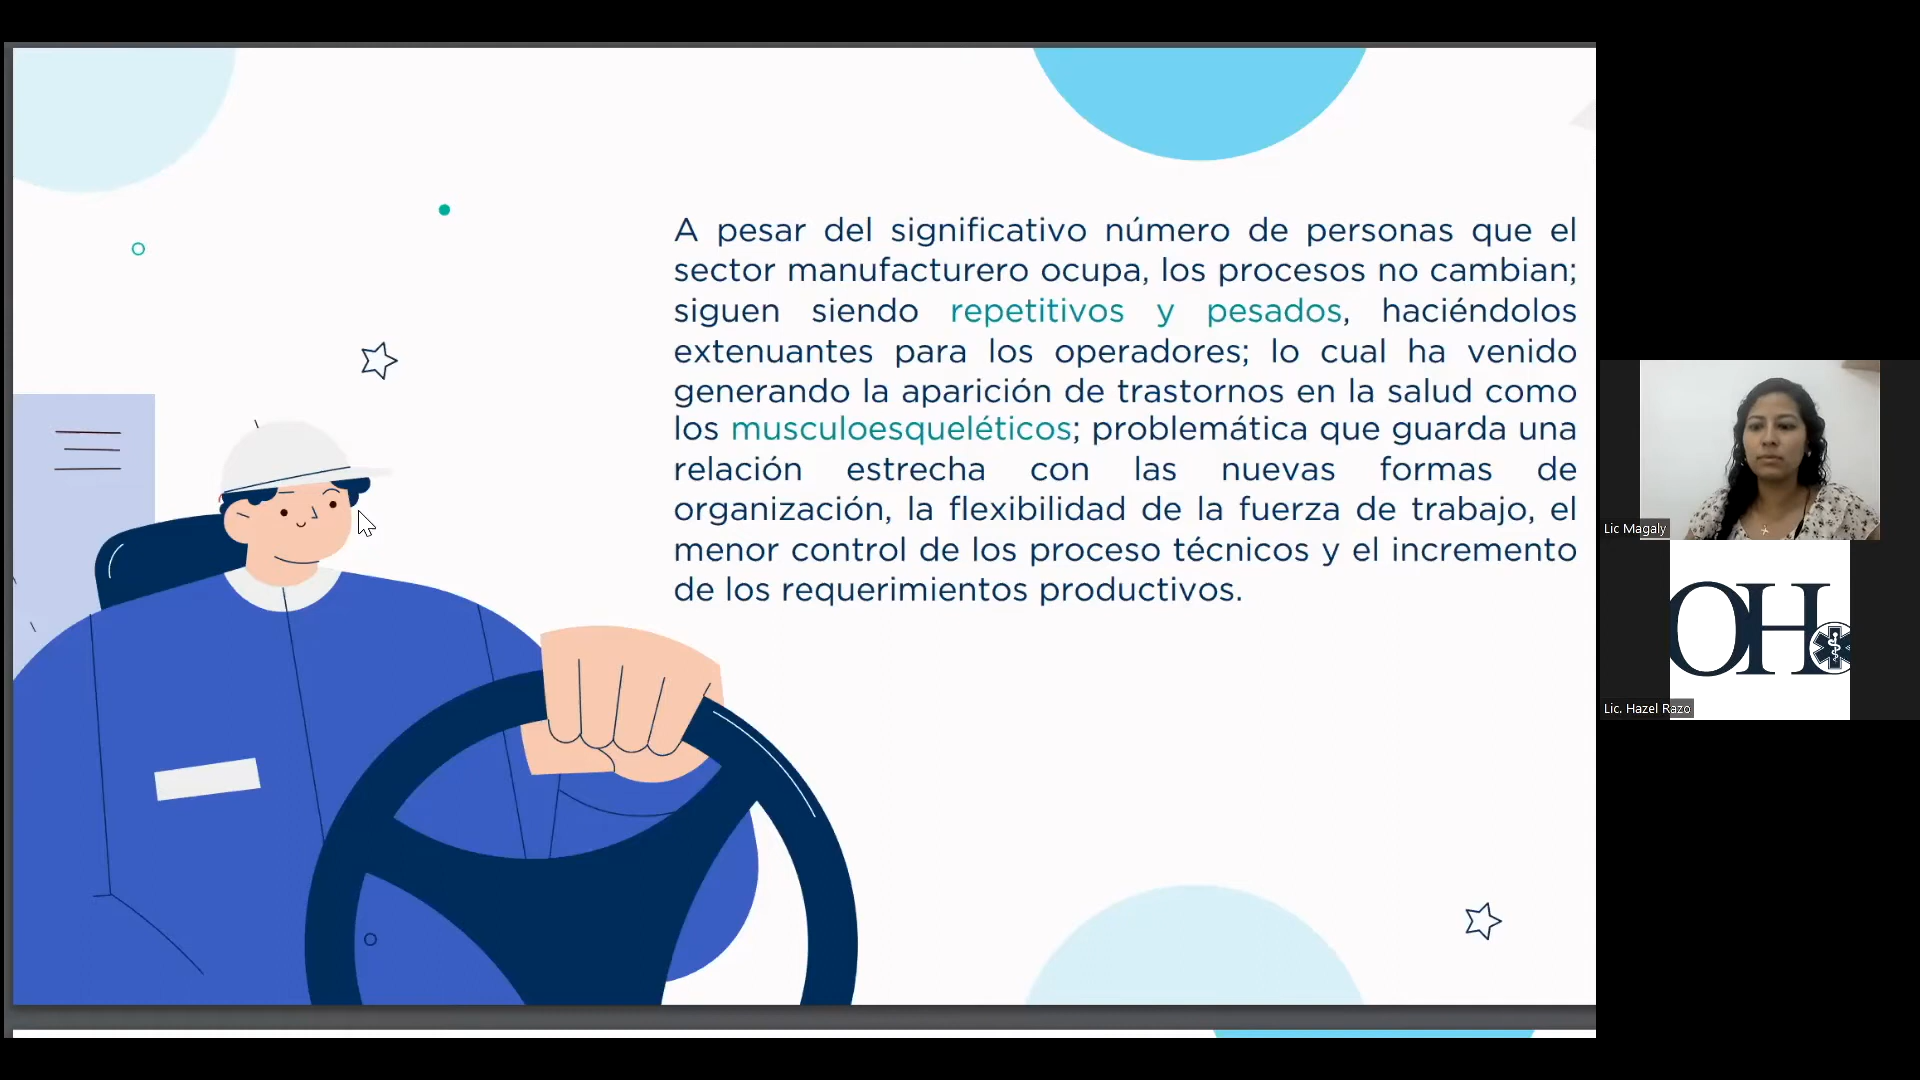 A pesar del significativo número de personas que el
sector manufacturero ocupa, los procesos no cambian;
siguen siendo repetitivos y pesados, haciéndolos
extenuantes para los operadores; lo cual ha venido
generando la aparición de trastornos en la salud como
los musculoesqueléticos; problemática que guarda una
relación estrecha con las nuevas formas de
organización, la flexibilidad de la fuerza de trabajo, el
menor control de los proceso técnicos y el incremento
de los requerimientos productivos.
Lic Magaly
OH
Lic. Hazel Razo